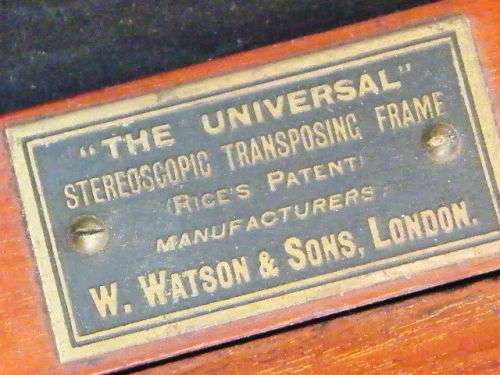 "THE UNIVERSAL"
STEREOSCOPIC TRANSPOSING FRAME
(RICE'S PATENT)
MANUFACTURERS:
W. WATSON & SONS, LONDON.